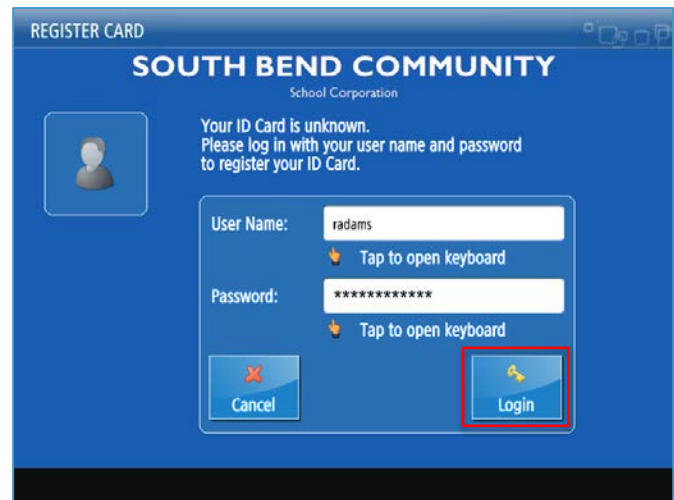 REGISTER CARD
SOUTH BEND COMMUNITY
School Corporation
Your ID Card is unknown.
Please log in with your user name and password
to register your ID Card.
User Name:
radams
Tap to open keyboard
Password:
************
Tap to open keyboard
Cancel
Login